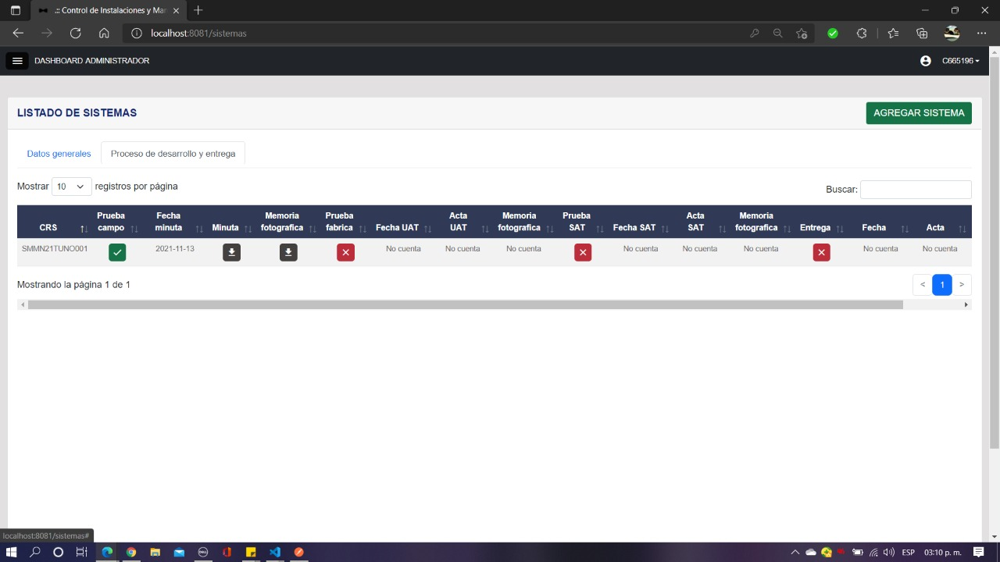 .:: Control de Instalaciones y Mar
localhost:8081/sistemas
DASHBOARD ADMINISTRADOR
C665196
LISTADO DE SISTEMAS
AGREGAR SISTEMA
Datos generales
Proceso de desarrollo y entrega
Mostrar 10 registros por página
Buscar:
CRS
Prueba campo
Fecha minuta
Minuta
Memoria fotografica
Prueba fabrica
Fecha UAT
Acta UAT
Memoria fotografica
Prueba SAT
Fecha SAT
Acta SAT
Memoria fotografica
Entrega
Fecha
Acta
SMMN21TUNO001 2021-11-13 No cuenta No cuenta No cuenta No cuenta No cuenta No cuenta No cuenta No cuenta
Mostrando la página 1 de 1
< 1 >
localhost:8081/sistemas#
ESP 03:10 p. m.